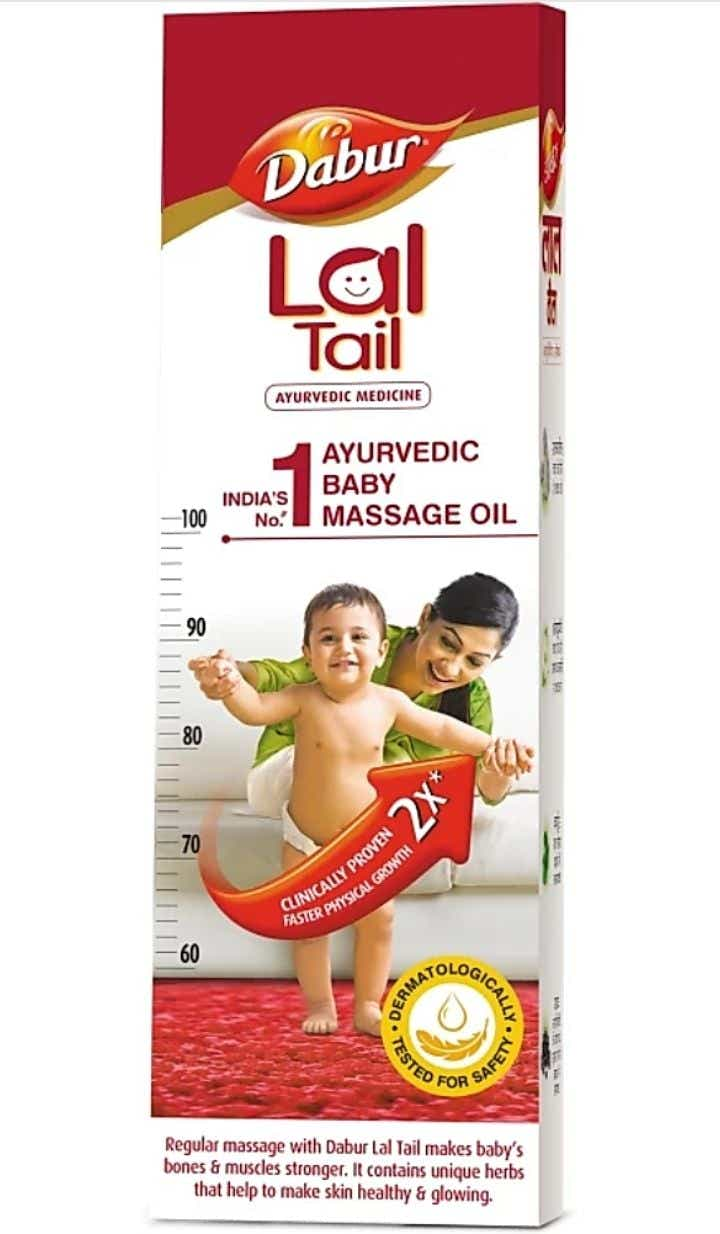 Dabur
Lal
Tail
AYURVEDIC MEDICINE
INDIA'S
No.#
1
AYURVEDIC
BABY
MASSAGE OIL
100
90
80
70
60
CLINICALLY PROVEN
FASTER PHYSICAL GROWTH
2X*
DERMATOLOGICALLY
TESTED FOR SAFETY
Regular massage with Dabur Lal Tail makes baby's
bones & muscles stronger. It contains unique herbs
that help to make skin healthy & glowing.
लाल
तेल